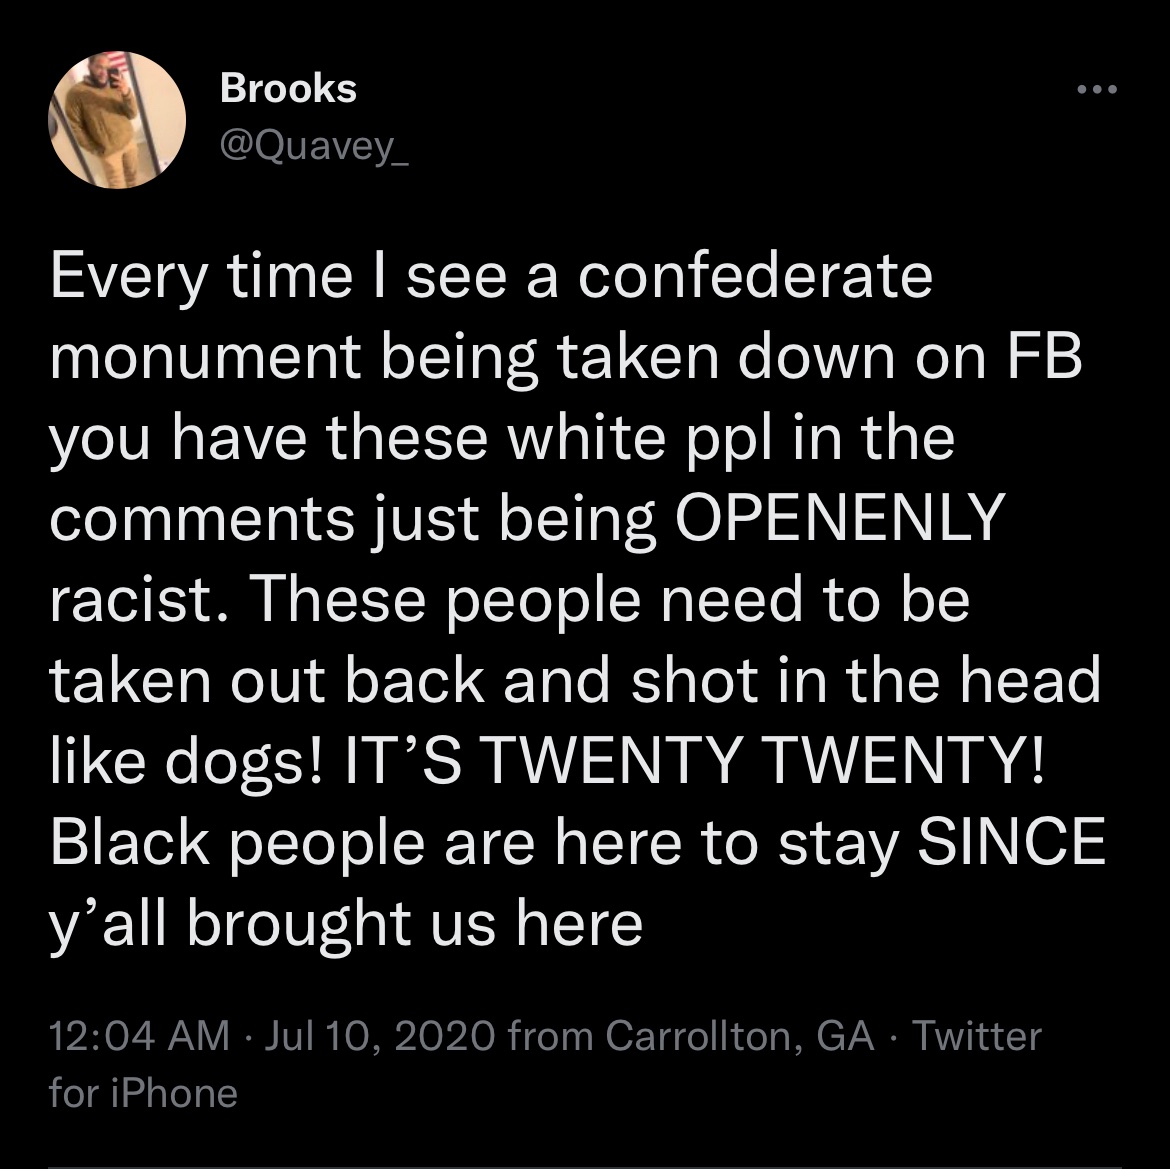 Brooks
@Quavey_
Every time I see a confederate
monument being taken down on FB
you have these white ppl in the
comments just being OPENENLY
racist. These people need to be
taken out back and shot in the head
like dogs! IT’S TWENTY TWENTY!
Black people are here to stay SINCE
y’all brought us here
12:04 AM · Jul 10, 2020 from Carrollton, GA · Twitter
for iPhone